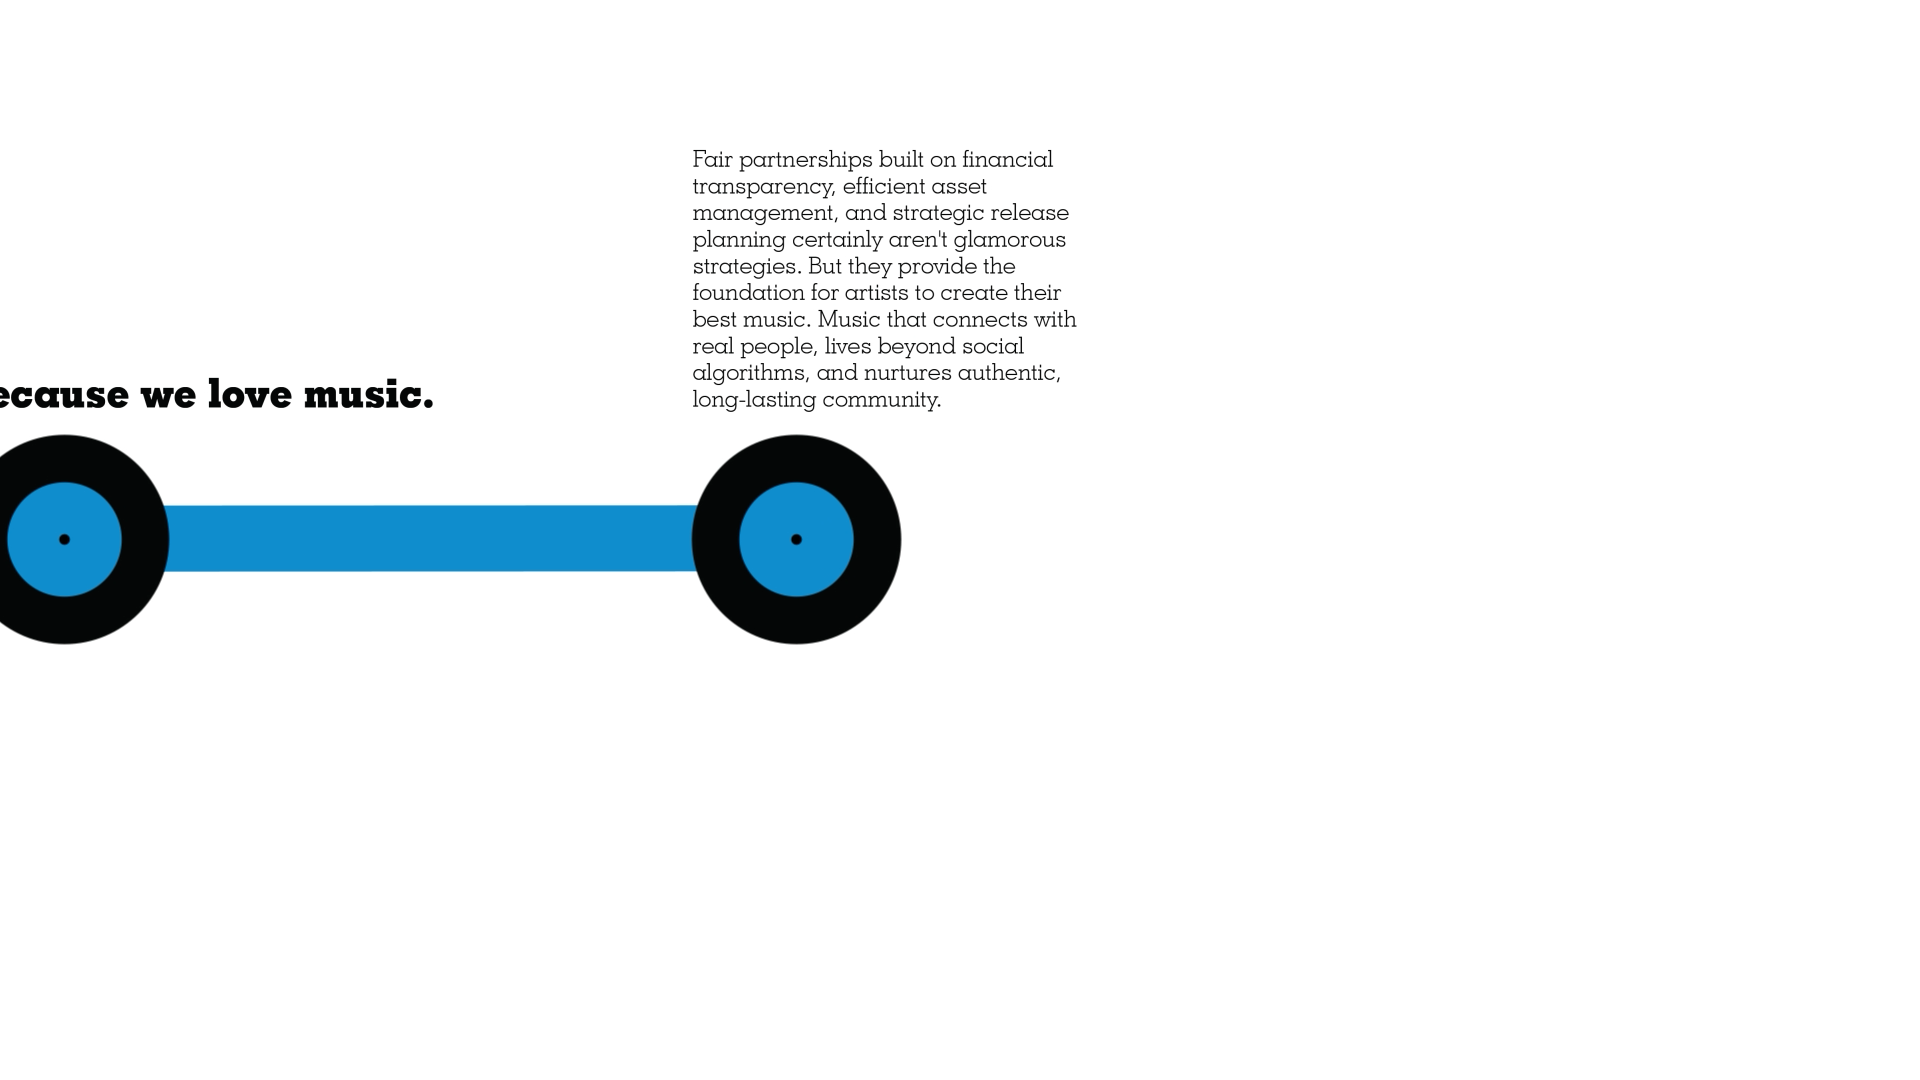 ecause we love music.
Fair partnerships built on financial
transparency, efficient asset
management, and strategic release
planning certainly aren't glamorous
strategies. But they provide the
foundation for artists to create their
best music. Music that connects with
real people, lives beyond social
algorithms, and nurtures authentic,
long-lasting community.